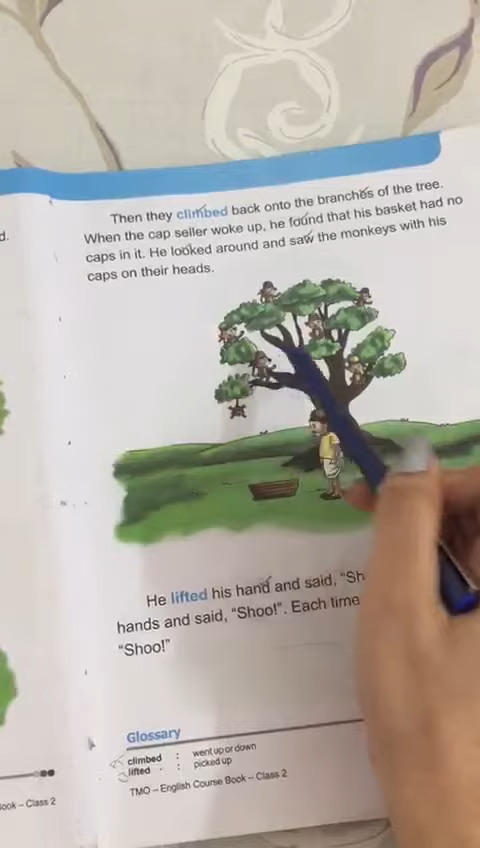 d.
Then they climbed back onto the branches of the tree.
When the cap seller woke up, he found that his basket had no
caps in it. He looked around and saw the monkeys with his
caps on their heads.
He lifted his hand and said, “Sh
hands and said, “Shoo!”. Each time
“Shoo!”
Glossary
climbed : went up or down
lifted : picked up
TMO – English Course Book – Class 2
ook – Class 2